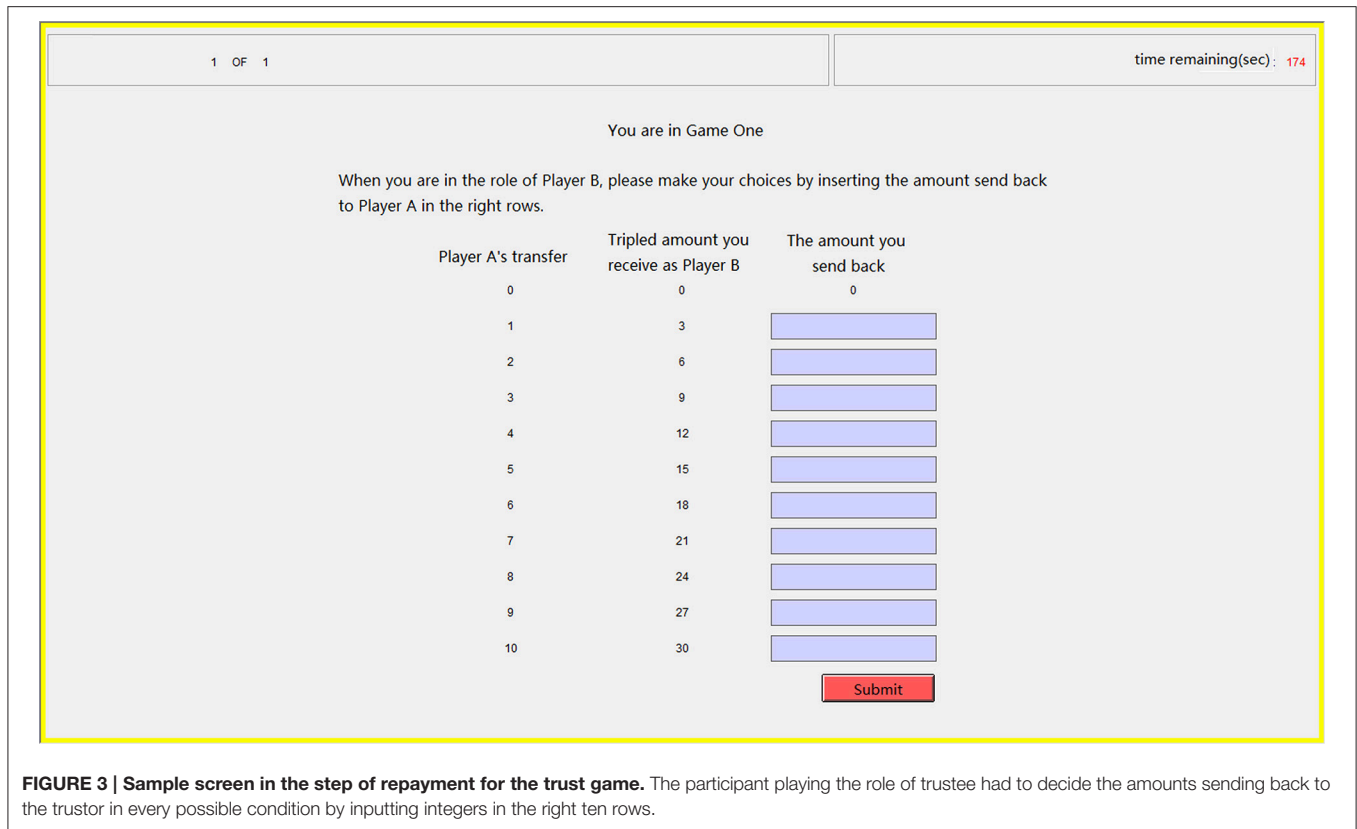 1 OF 1
time remaining(sec): 174
You are in Game One
When you are in the role of Player B, please make your choices by inserting the amount send back
to Player A in the right rows.
Player A's transfer
Tripled amount you
receive as Player B
The amount you
send back
0 0 0
1 3
2 6
3 9
4 12
5 15
6 18
7 21
8 24
9 27
10 30
Submit
FIGURE 3 | Sample screen in the step of repayment for the trust game. The participant playing the role of trustee had to decide the amounts sending back to
the trustor in every possible condition by inputting integers in the right ten rows.